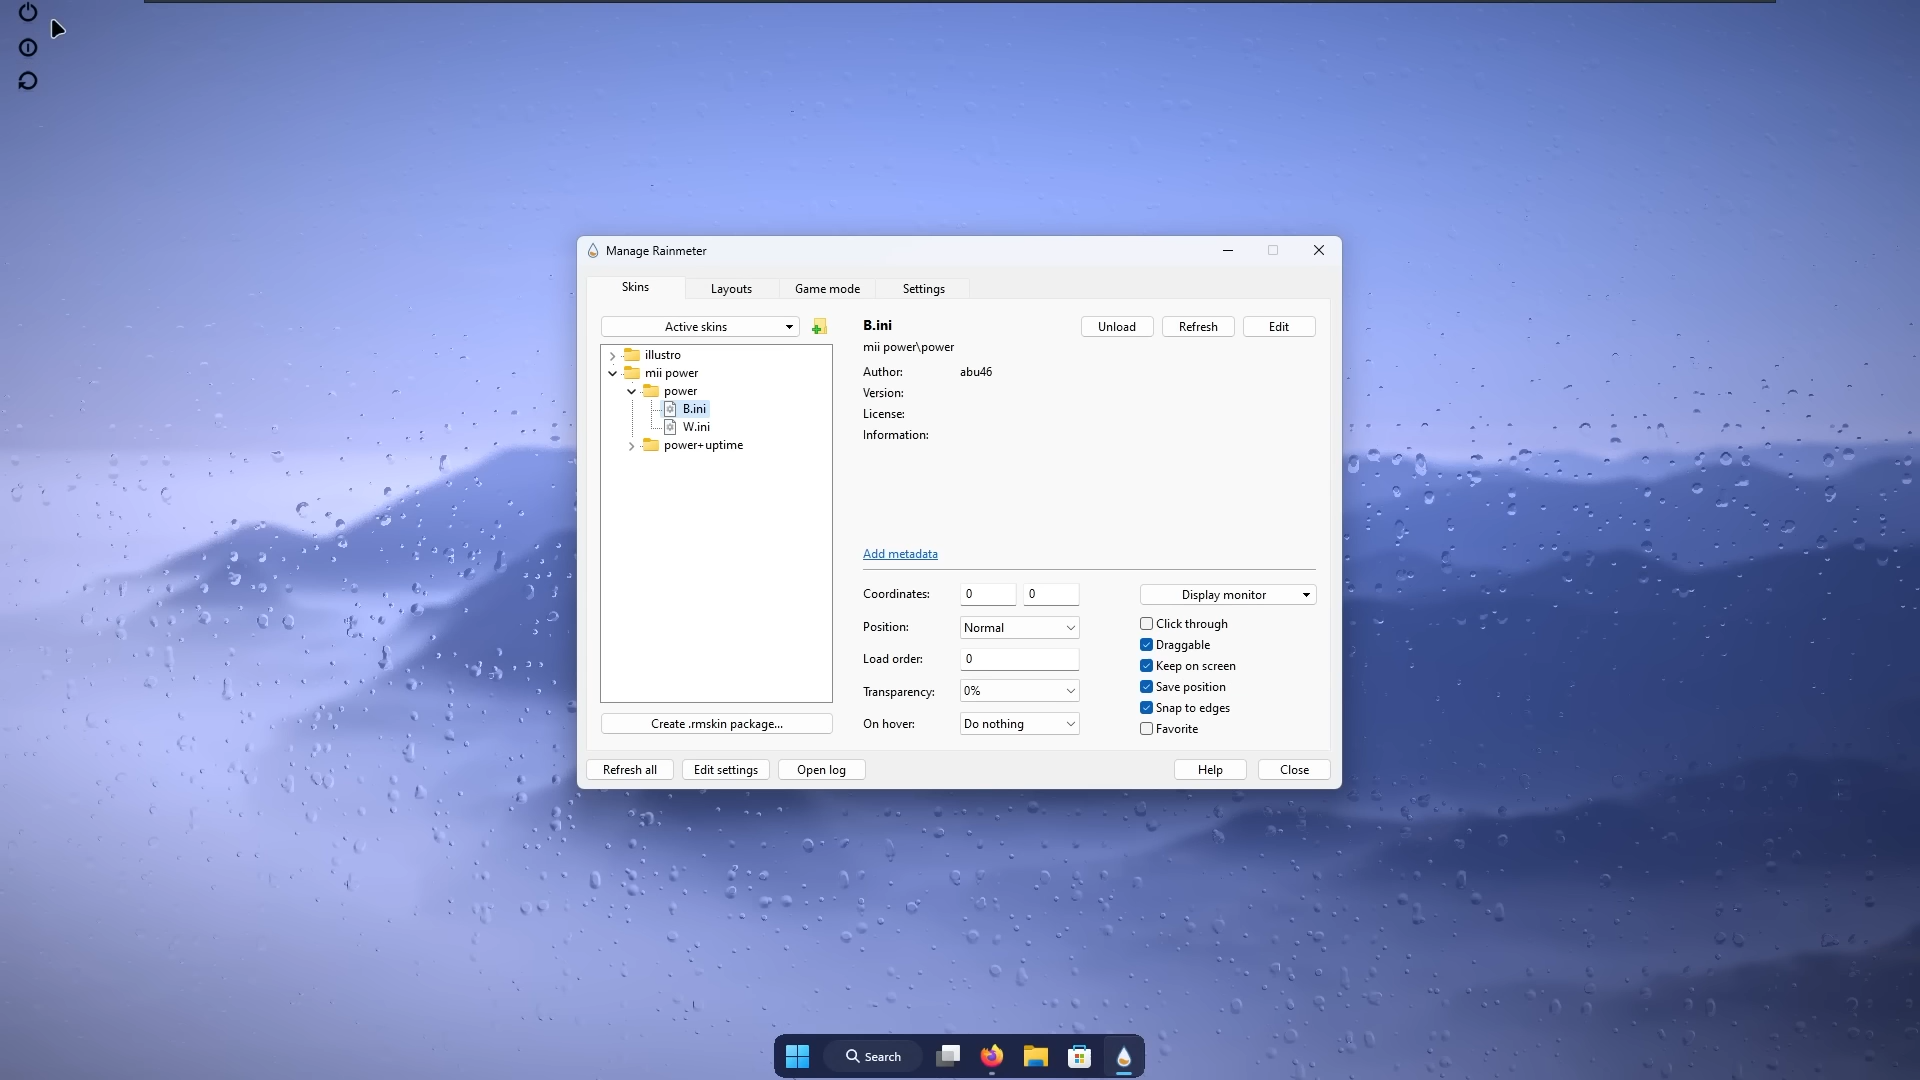 Manage Rainmeter
Skins
Layouts
Game mode
Settings
Active skins
illustro
mii power
power
B.ini
W.ini
power+uptime
Create .rmskin package...
B.ini
Unload
Refresh
Edit
mii power\power
Author: abu46
Version:
License:
Information:
Add metadata
Coordinates: 0 0
Display monitor
Position: Normal
Load order: 0
Transparency: 0%
On hover: Do nothing
Click through
Draggable
Keep on screen
Save position
Snap to edges
Favorite
Refresh all
Edit settings
Open log
Help
Close
Search